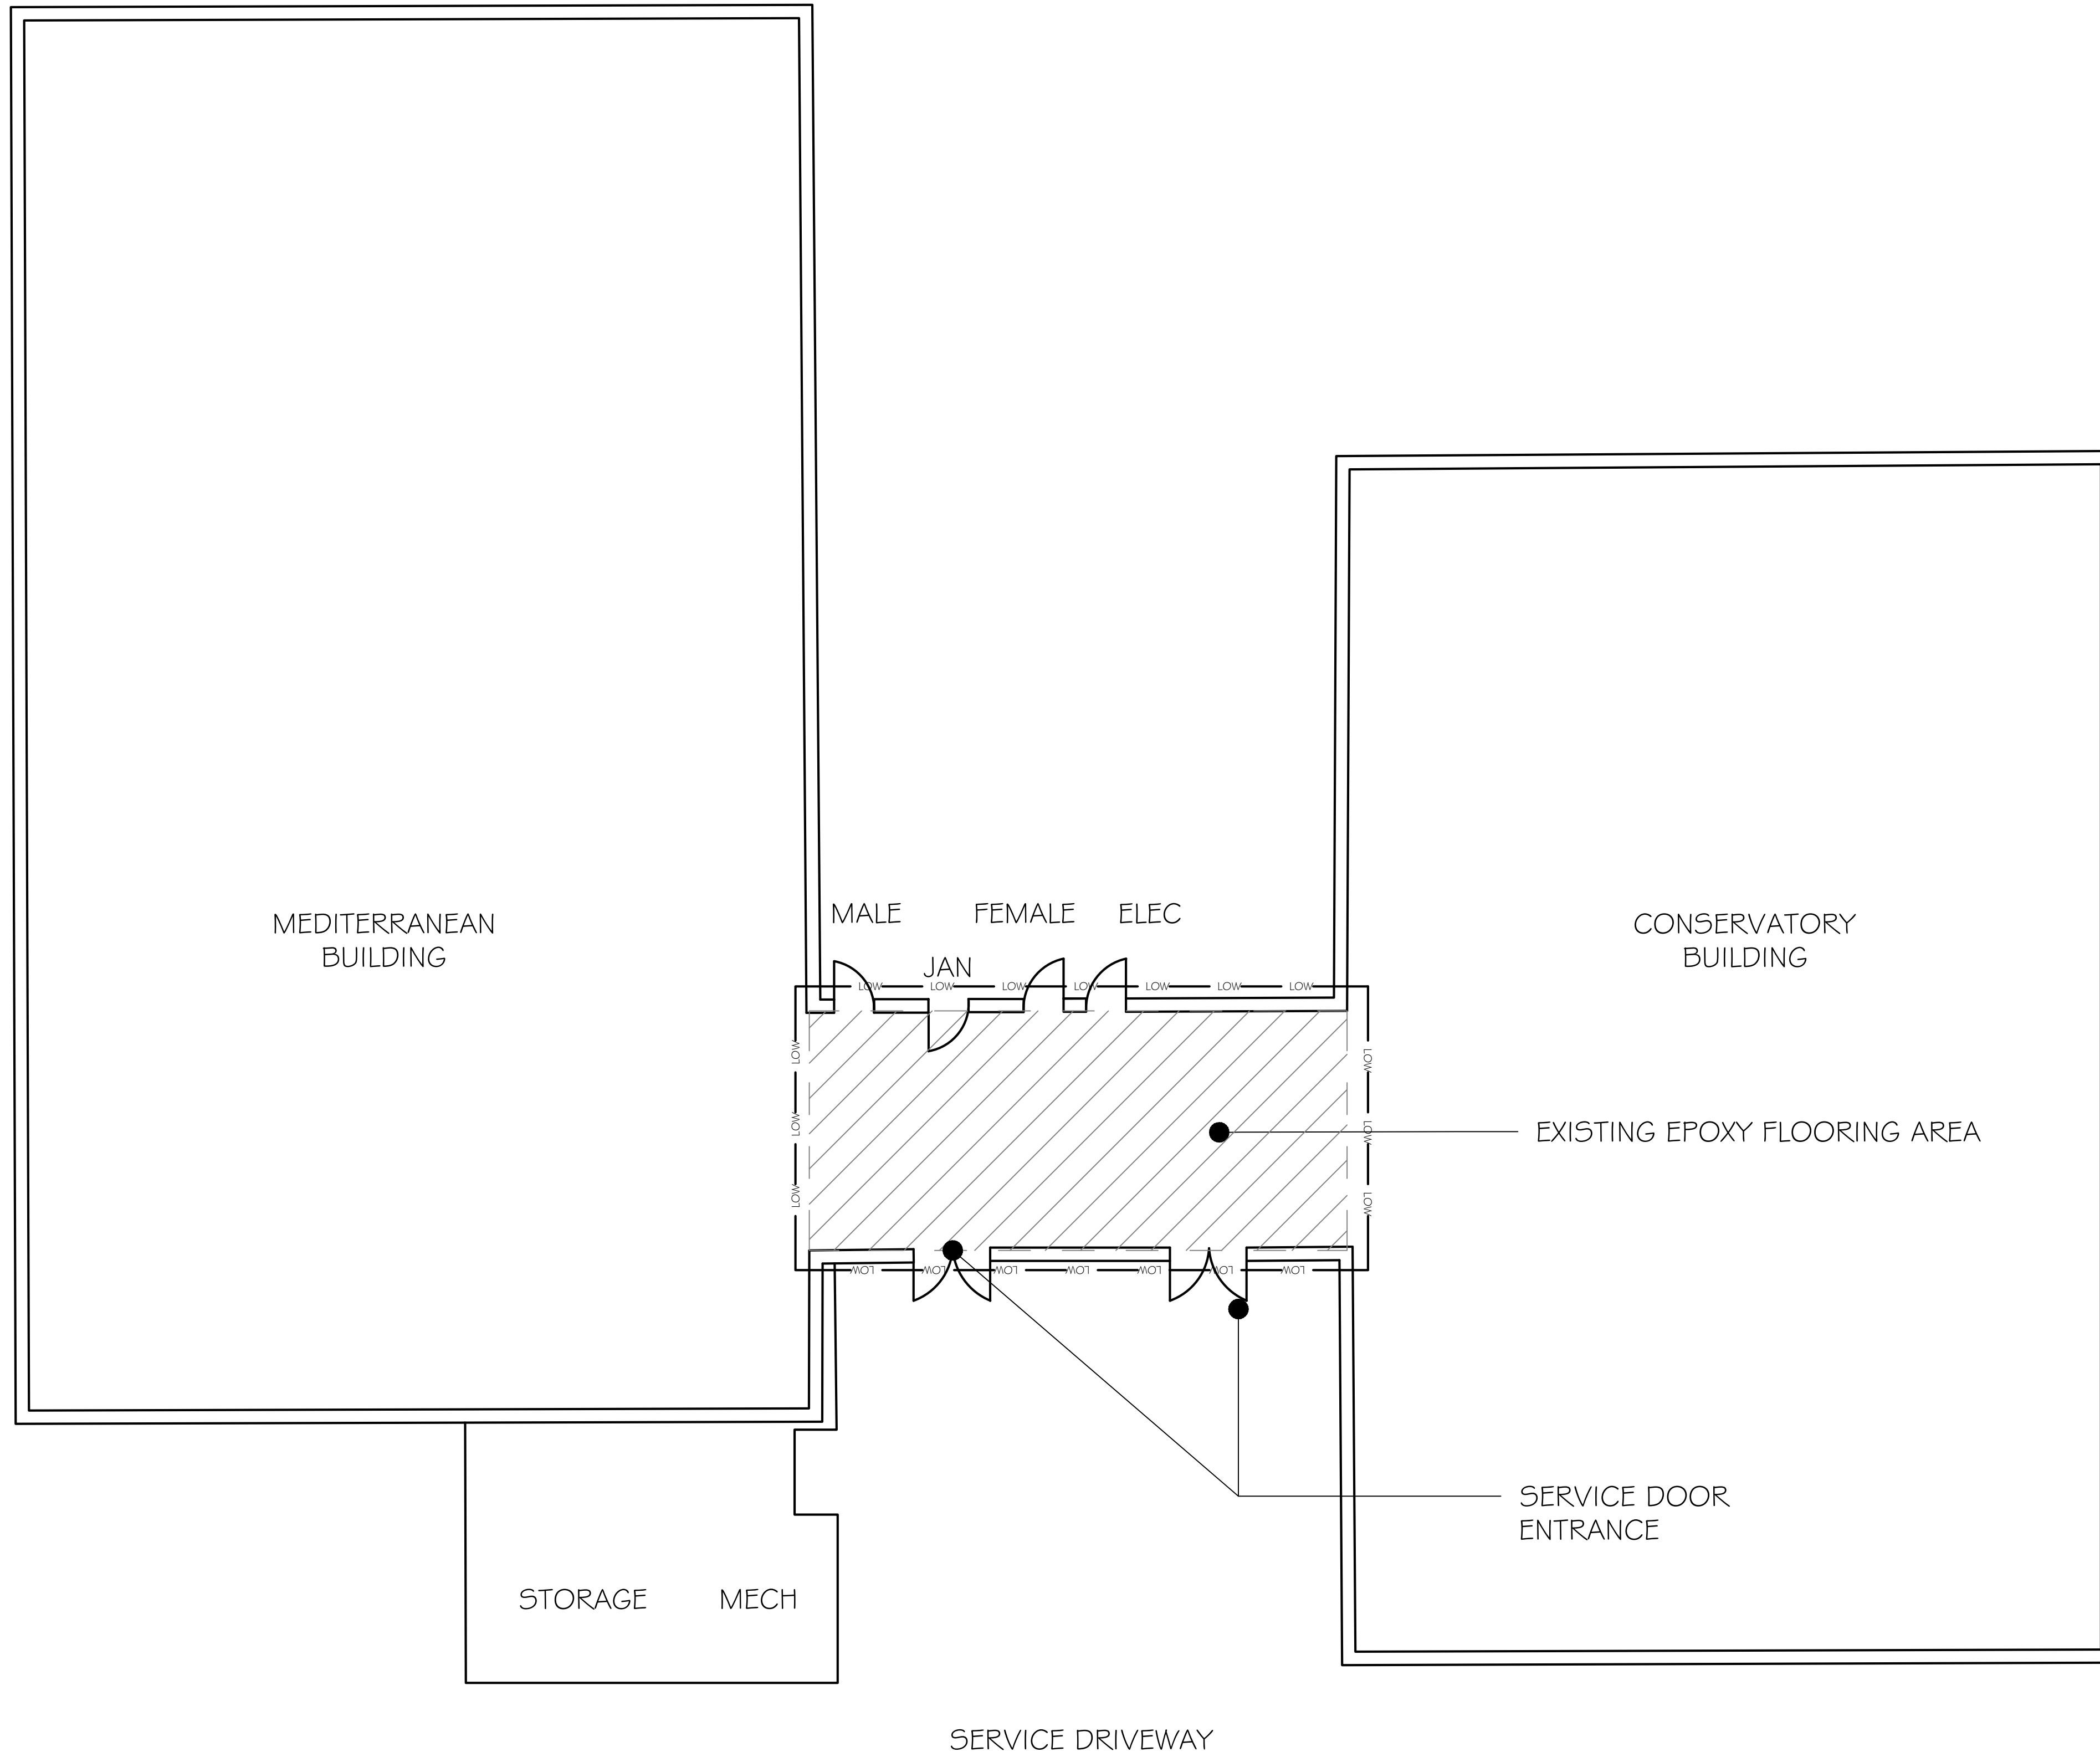 MALE
FEMALE
ELEC
MEDITERRANEAN
BUILDING
CONSERVATORY
BUILDING
JAN
LOW
LOW
LOW
LOW
LOW
LOW
LOW
LOW
LOW
LOW
LOW
LOW
LOW
EXISTING EPOXY FLOORING AREA
LOW
LOW
LOW
LOW
LOW
LOW
LOW
SERVICE DOOR
ENTRANCE
STORAGE
MECH
SERVICE DRIVEWAY